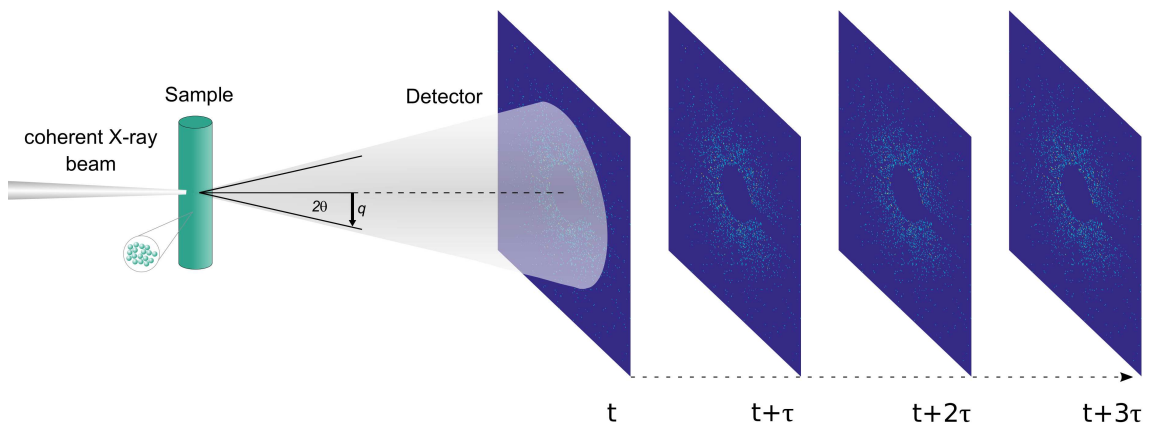 Sample
Detector
coherent X-ray
beam
2θ
q
t
t+τ
t+2τ
t+3τ